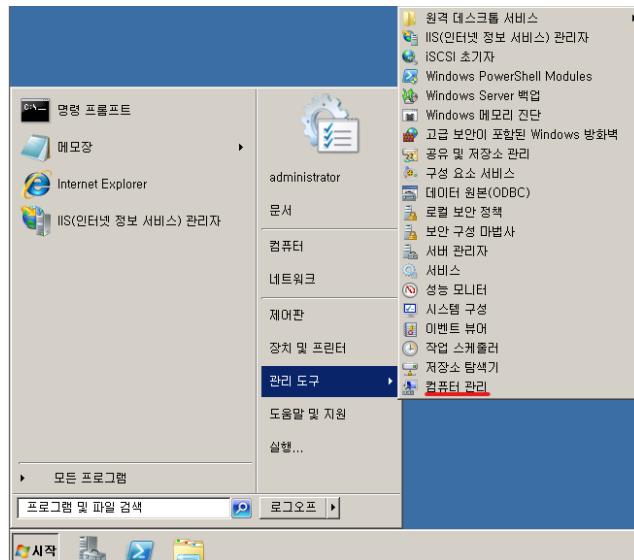 명령 프롬프트
메모장
Internet Explorer
IIS(인터넷 정보 서비스) 관리자
모든 프로그램
프로그램 및 파일 검색
administrator
문서
컴퓨터
네트워크
제어판
장치 및 프린터
관리 도구
도움말 및 지원
실행...
로그오프
원격 데스크톱 서비스
IIS(인터넷 정보 서비스) 관리자
iSCSI 초기자
Windows PowerShell Modules
Windows Server 백업
Windows 메모리 진단
고급 보안이 포함된 Windows 방화벽
공유 및 저장소 관리
구성 요소 서비스
데이터 원본(ODBC)
로컬 보안 정책
보안 구성 마법사
서버 관리자
서비스
성능 모니터
시스템 구성
이벤트 뷰어
작업 스케줄러
저장소 탐색기
컴퓨터 관리
시작